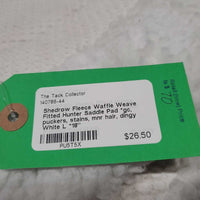 The Tack Collector
140788-44
Shedrow Fleece Waffle Weave
Fitted Hunter Saddle Pad *gc,
puckers, stains, mnr hair, dingy
White L "18"
$26.50
PU5T5X